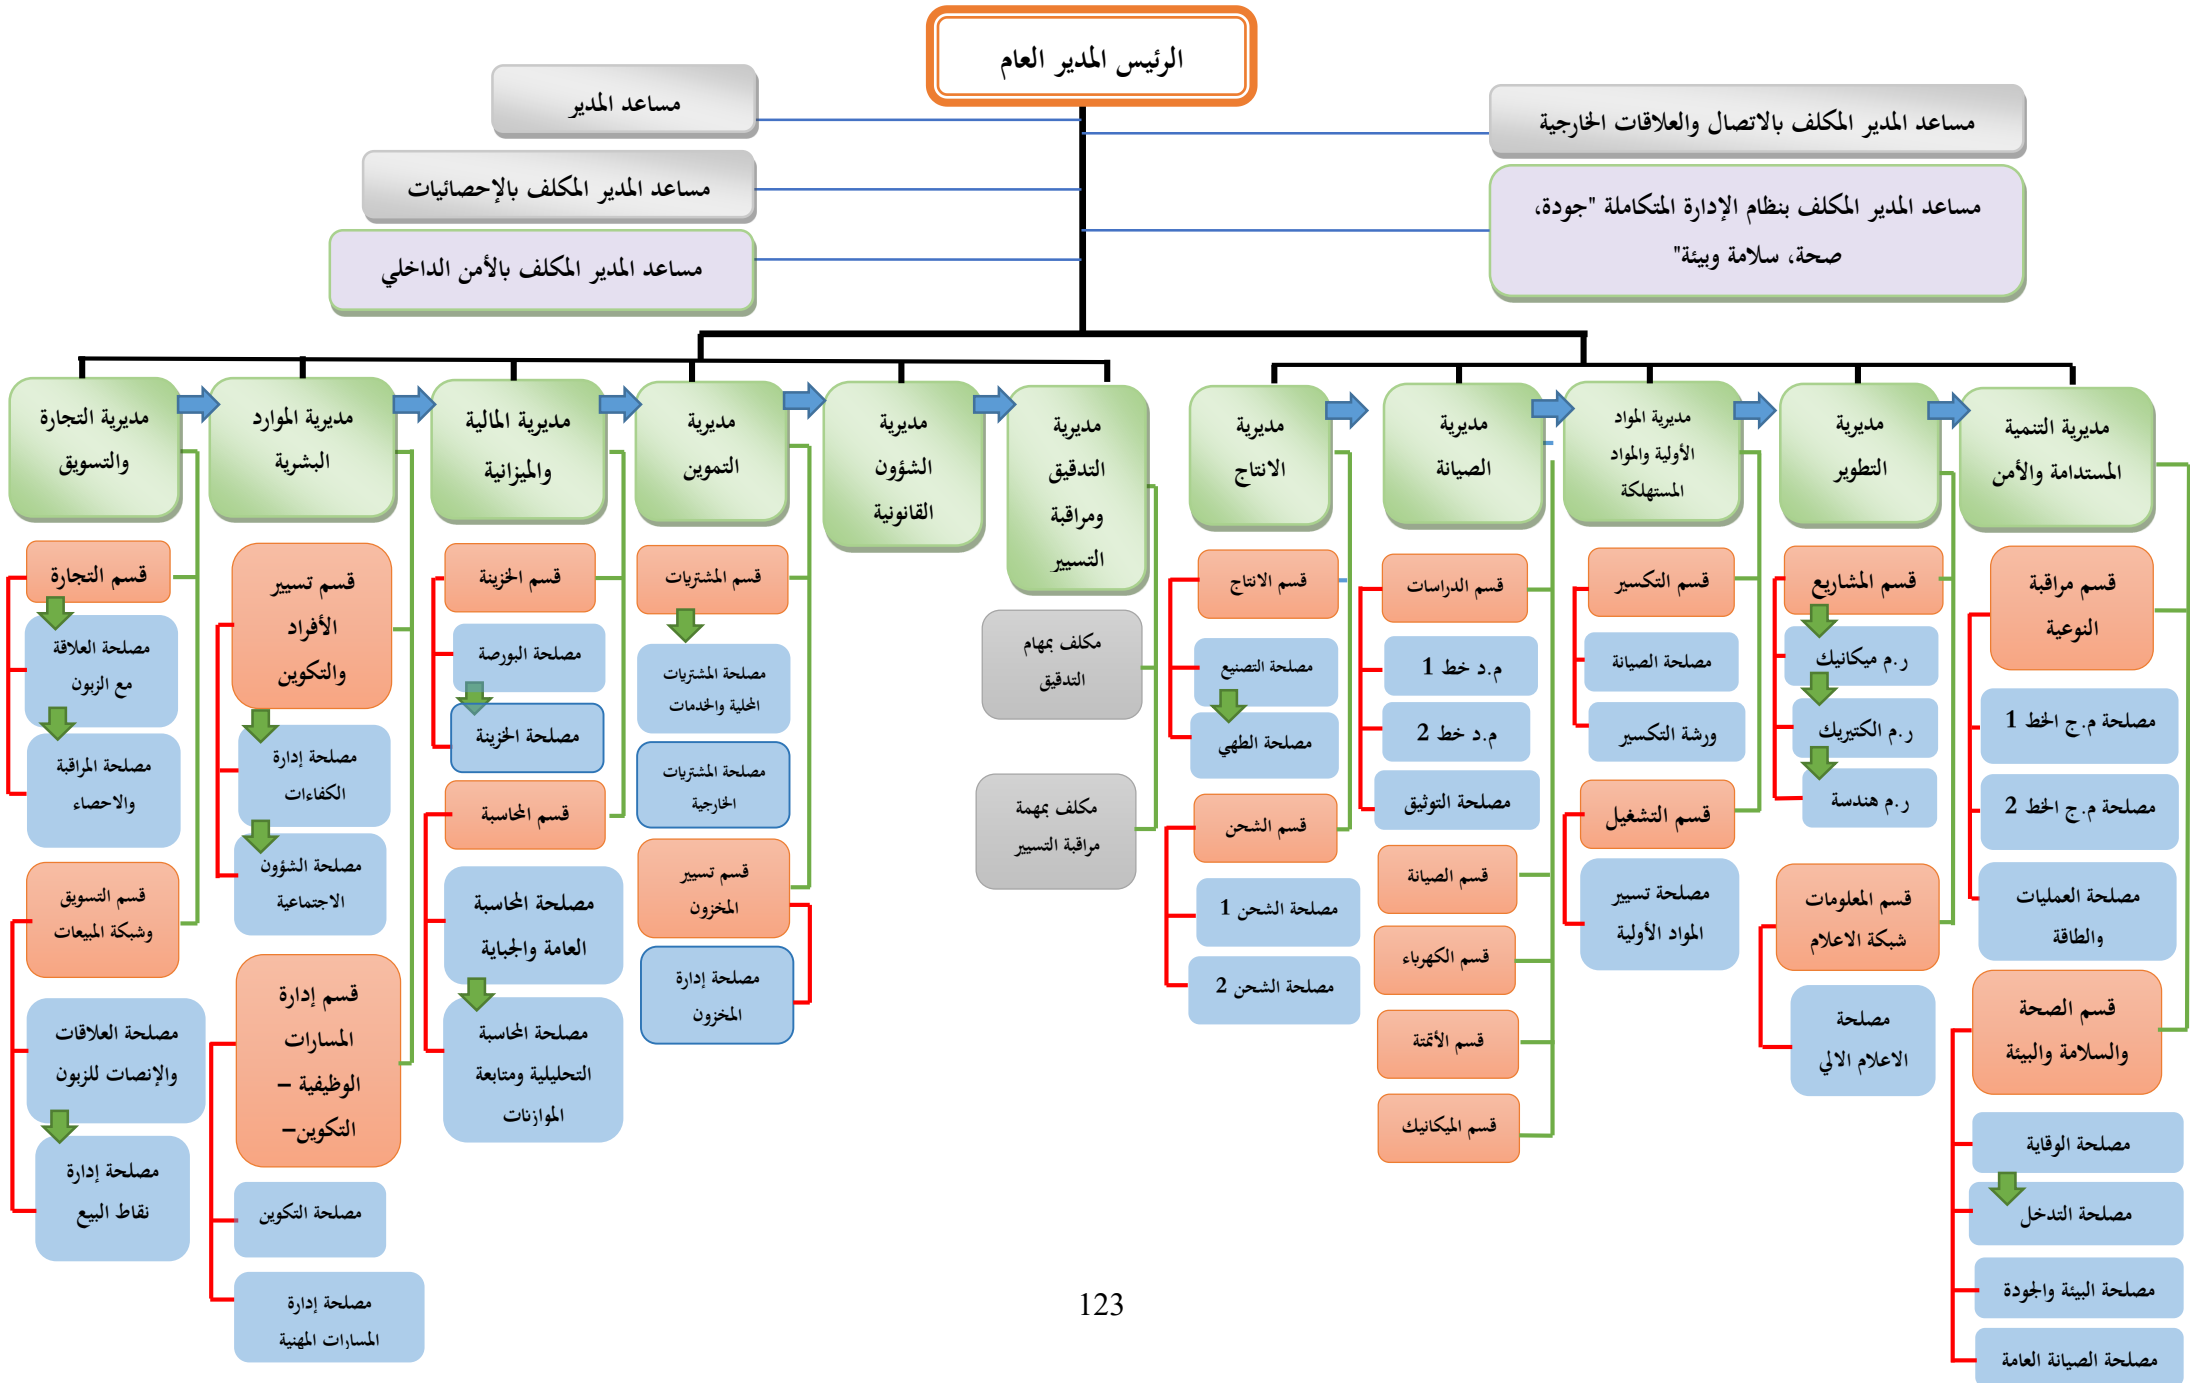 الرئيس المدير العام
مساعد المدير المكلف بالاتصال والعلاقات الخارجية
مساعد المدير المكلف بنظام الإدارة المتكاملة "جودة،
صحة، سلامة وبيئة"
مساعد المدير
مساعد المدير المكلف بالإحصائيات
مساعد المدير المكلف بالأمن الداخلي
مديرية التنمية
المستدامة والأمن
قسم مراقبة
النوعية
مصلحة م.ج الخط 1
مصلحة م.ج الخط 2
مصلحة العمليات
والطاقة
قسم الصحة
والسلامة والبيئة
مصلحة الوقاية
مصلحة التدخل
مصلحة البيئة والجودة
مصلحة الصيانة العامة
مديرية
التطوير
قسم المشاريع
ر.م ميكانيك
ر.م الكتيريك
ر.م هندسة
قسم المعلومات
شبكة الاعلام
مصلحة
الاعلام الالي
مديرية المواد
الأولية والمواد
المستهلكة
قسم التكسير
مصلحة الصيانة
ورشة التكسير
قسم التشغيل
مصلحة تسيير
المواد الأولية
مديرية
الصيانة
قسم الدراسات
م.د خط 1
م.د خط 2
مصلحة التوثيق
قسم الصيانة
قسم الكهرباء
قسم الأتمتة
قسم الميكانيك
مديرية
الانتاج
قسم الانتاج
مصلحة التصنيع
مصلحة الطهي
قسم الشحن
مصلحة الشحن 1
مصلحة الشحن 2
مديرية
التدقيق
ومراقبة
التسيير
مكلف بمهام
التدقيق
مكلف بمهمة
مراقبة التسيير
مديرية
الشؤون
القانونية
مديرية
التموين
قسم المشتريات
مصلحة المشتريات
المحلية والخدمات
مصلحة المشتريات
الخارجية
قسم تسيير
المخزون
مصلحة إدارة
المخزون
مديرية المالية
والميزانية
قسم الخزينة
مصلحة البورصة
مصلحة الخزينة
قسم المحاسبة
مصلحة المحاسبة
العامة والجباية
مصلحة المحاسبة
التحليلية ومتابعة
الموازنات
مديرية الموارد
البشرية
قسم تسيير
الأفراد
والتكوين
مصلحة إدارة
الكفاءات
مصلحة الشؤون
الاجتماعية
قسم إدارة
المسارات
الوظيفية –
التكوين–
مصلحة التكوين
مصلحة إدارة
المسارات المهنية
مديرية التجارة
والتسويق
قسم التجارة
مصلحة العلاقة
مع الزبون
مصلحة المراقبة
والاحصاء
قسم التسويق
وشبكة المبيعات
مصلحة العلاقات
والإنصات للزبون
مصلحة إدارة
نقاط البيع
123